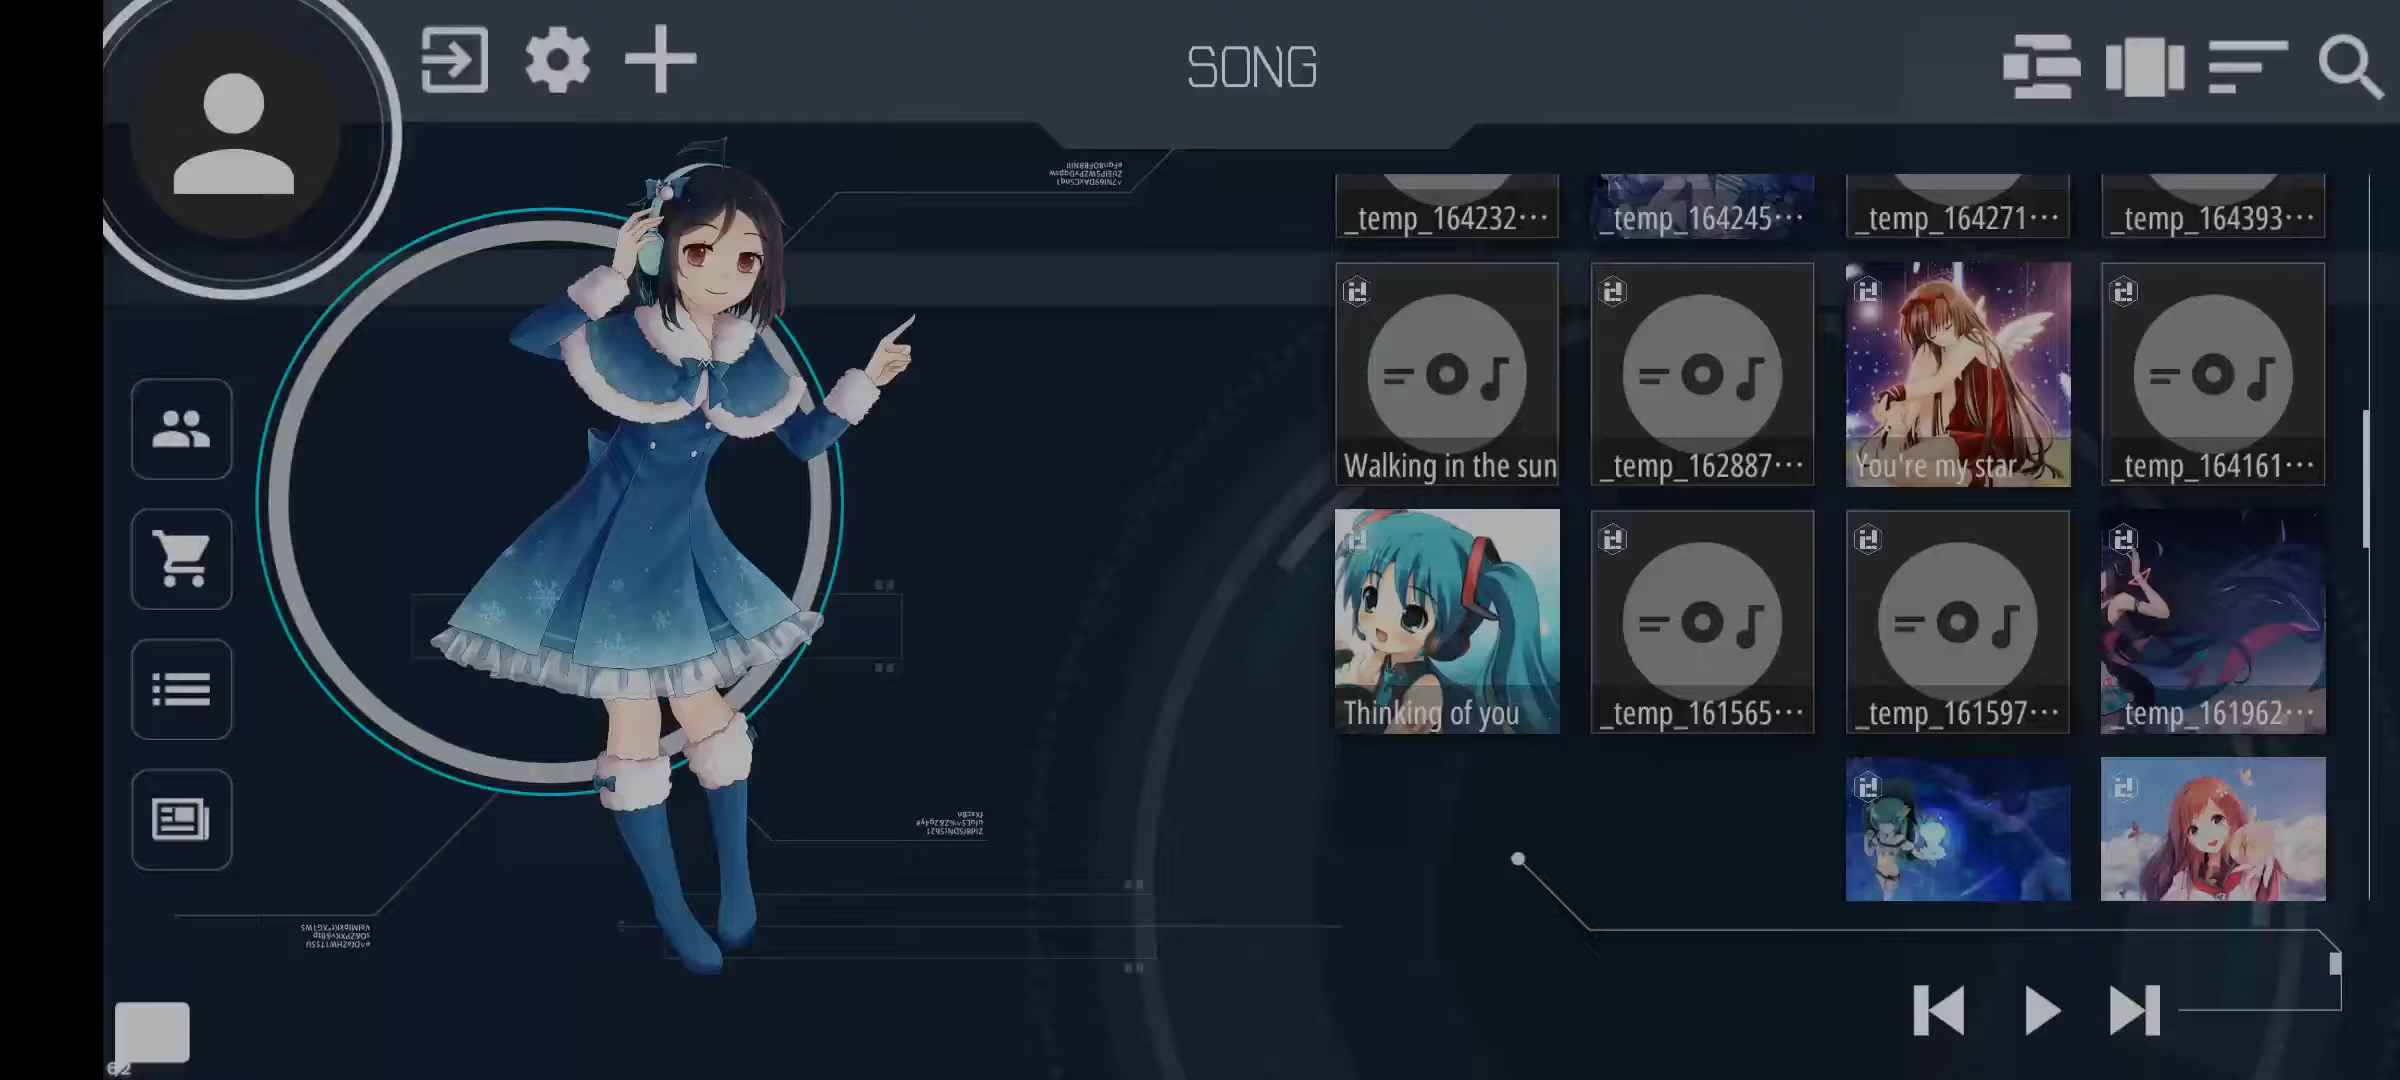 SONG
_temp_164232···
_temp_164245···
_temp_164271···
_temp_164393···
Walking in the sun
_temp_162887···
You're my star
_temp_164161···
Thinking of you
_temp_161565···
_temp_161597···
_temp_161962···